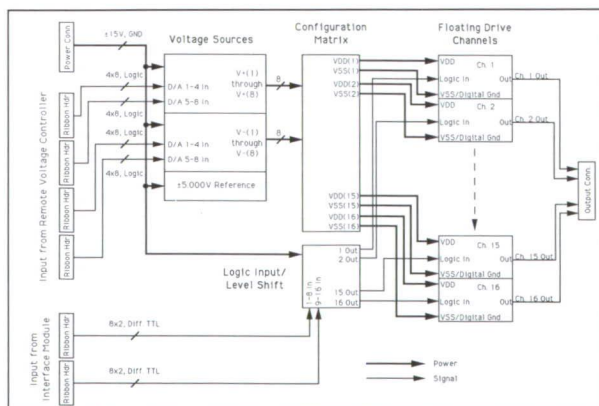 Power Conn
±15V, GND
Voltage Sources
Configuration
Matrix
Floating Drive
Channels
Input from Remote Voltage Controller
Ribbon Hdr
4x8, Logic
D/A 1-4 In
V+(1)
through
V+(8)
8
Ribbon Hdr
4x8, Logic
D/A 5-8 In
Ribbon Hdr
4x8, Logic
D/A 1-4 In
V-(1)
through
V-(8)
8
Ribbon Hdr
4x8, Logic
D/A 5-8 In
±5.000V Reference
VDD(1)
VSS(1)
VDD(2)
VSS(2)
VDD(15)
VSS(15)
VDD(16)
VSS(16)
VDD
Ch. 1
Logic In
Out
Ch. 1 Out
VSS/Digital Gnd
VDD
Ch. 2
Logic In
Out
Ch. 2 Out
VSS/Digital Gnd
Output Conn.
VDD
Ch. 15
Logic In
Out
Ch. 15 Out
VSS/Digital Gnd
VDD
Ch. 16
Logic In
Out
Ch. 16 Out
VSS/Digital Gnd
Logic Input/
Level Shift
1-8 In
9-16 In
1 Out
2 Out
15 Out
16 Out
Input from
Interface Module
Ribbon Hdr
8x2, Diff TTL
Ribbon Hdr
8x2, Diff TTL
Power
Signal